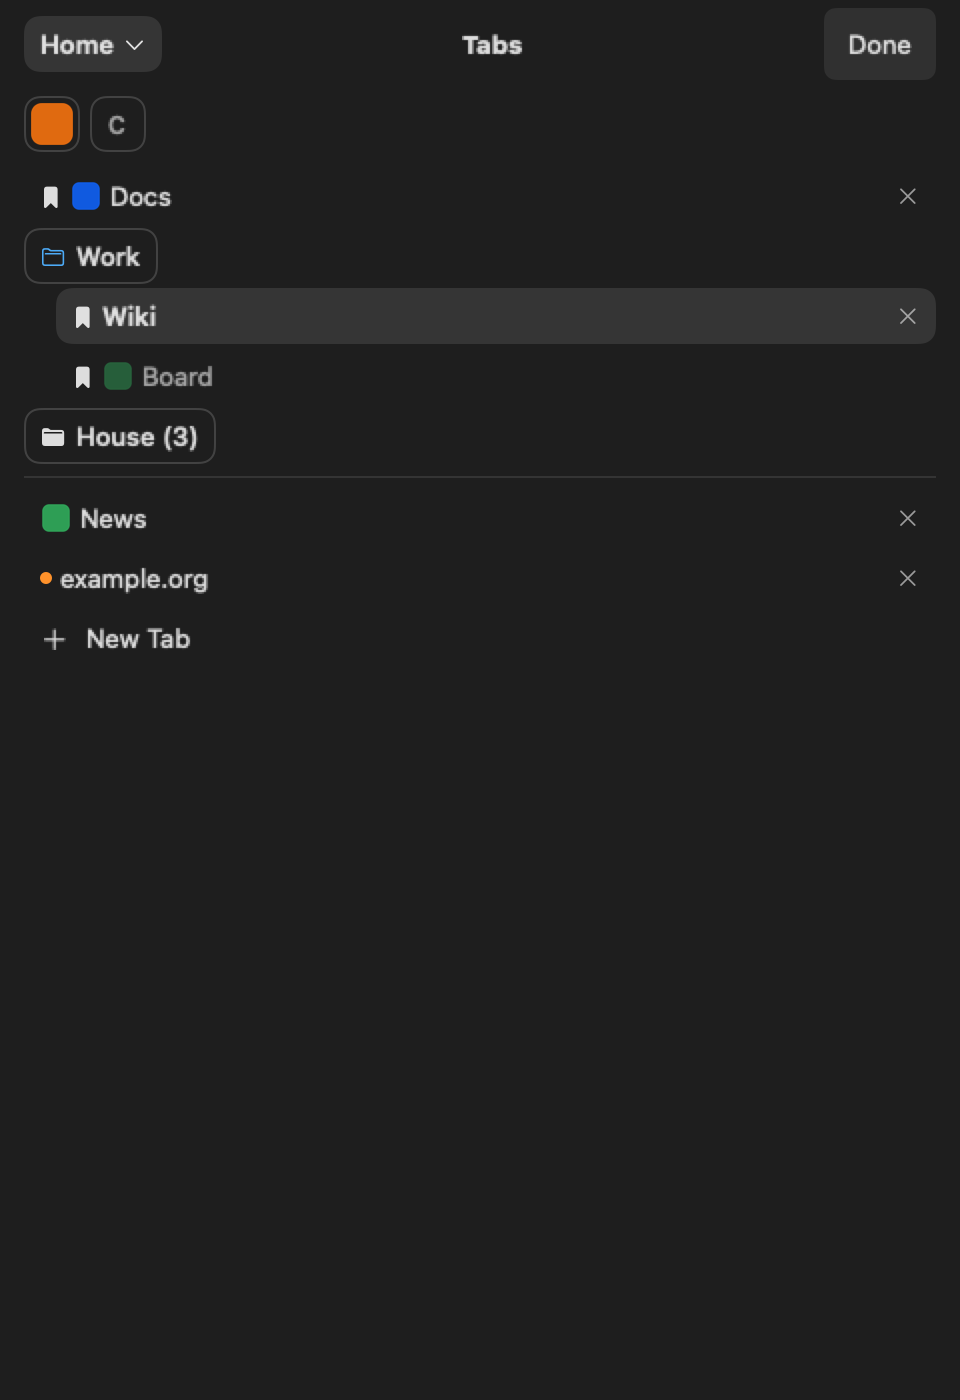 Home Tabs Done
C
Docs
Work
Wiki
Board
House (3)
News
example.org
New Tab